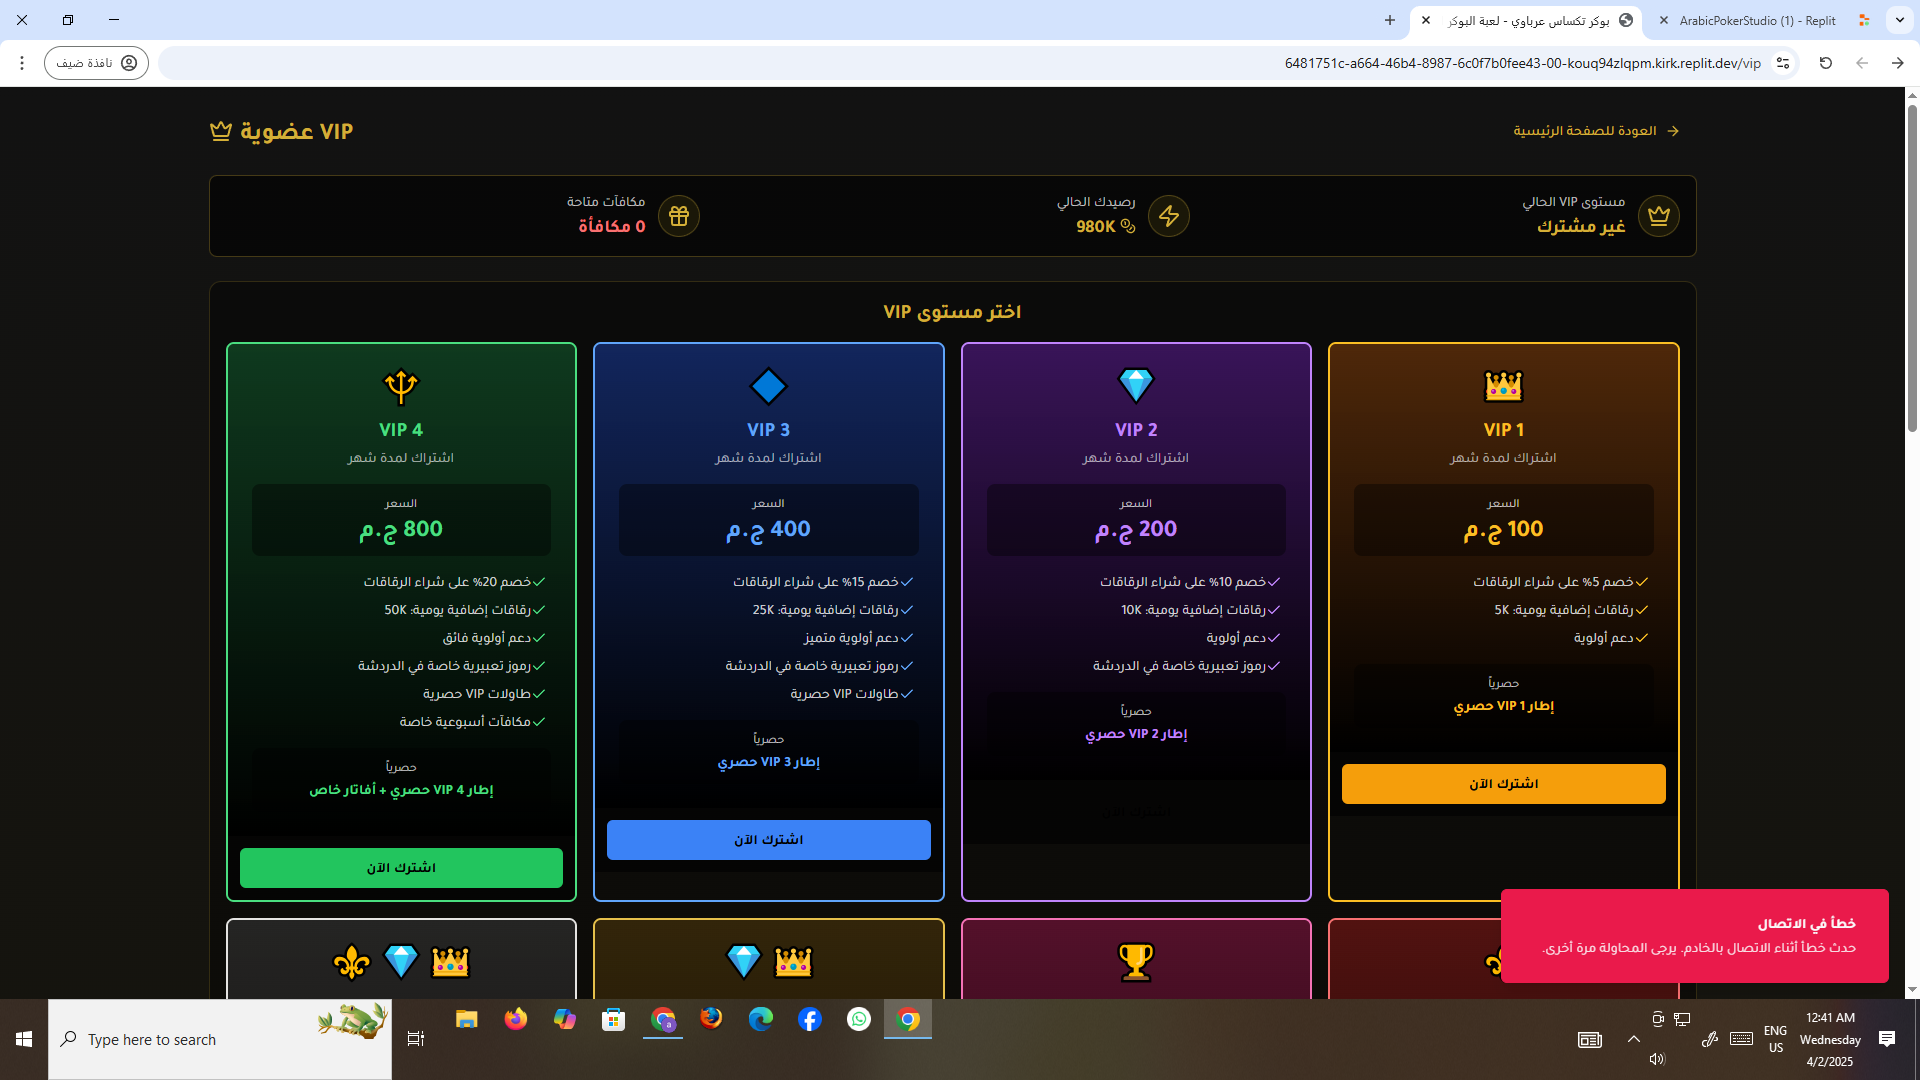 بوكر تكساس عرباوي - لعبة البوكر
ArabicPokerStudio (1) - Replit
نافذة ضيف
6481751c-a664-46b4-8987-6c0f7b0fee43-00-kouq94zlqpm.kirk.replit.dev/vip
العودة للصفحة الرئيسية
عضوية VIP
مستوى VIP الحالي
غير مشترك
رصيدك الحالي
980K
مكافآت متاحة
0 مكافأة
اختر مستوى VIP
VIP 1
اشتراك لمدة شهر
السعر
100 ج.م
خصم 5% على شراء الرقاقات
رقاقات إضافية يومية: 5K
دعم أولوية
حصرياً
إطار VIP 1 حصري
اشترك الآن
VIP 2
اشتراك لمدة شهر
السعر
200 ج.م
خصم 10% على شراء الرقاقات
رقاقات إضافية يومية: 10K
دعم أولوية
رموز تعبيرية خاصة في الدردشة
حصرياً
إطار VIP 2 حصري
اشترك الآن
VIP 3
اشتراك لمدة شهر
السعر
400 ج.م
خصم 15% على شراء الرقاقات
رقاقات إضافية يومية: 25K
دعم أولوية متميز
رموز تعبيرية خاصة في الدردشة
طاولات VIP حصرية
حصرياً
إطار VIP 3 حصري
اشترك الآن
VIP 4
اشتراك لمدة شهر
السعر
800 ج.م
خصم 20% على شراء الرقاقات
رقاقات إضافية يومية: 50K
دعم أولوية فائق
رموز تعبيرية خاصة في الدردشة
طاولات VIP حصرية
مكافآت أسبوعية خاصة
حصرياً
إطار VIP 4 حصري + أفاتار خاص
اشترك الآن
خطأ في الاتصال
حدث خطأ أثناء الاتصال بالخادم. يرجى المحاولة مرة أخرى.
Type here to search
ENG
US
12:41 AM
Wednesday
4/2/2025